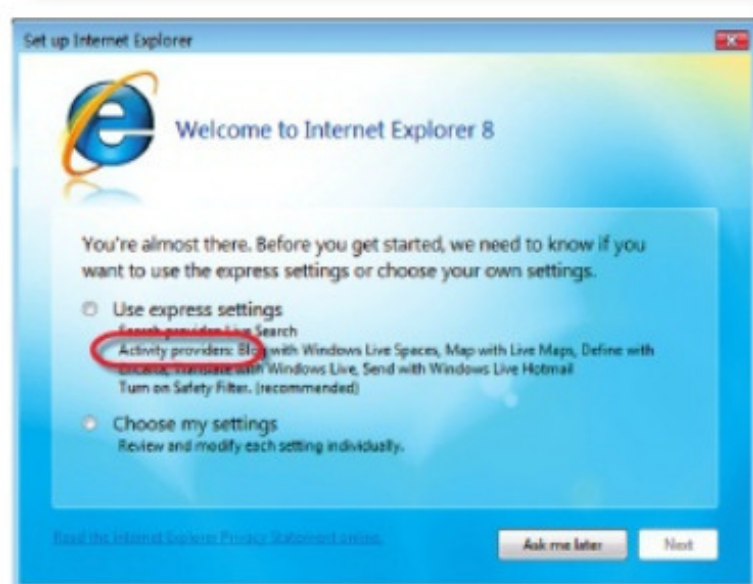 Set up Internet Explorer
Welcome to Internet Explorer 8
You're almost there. Before you get started, we need to know if you
want to use the express settings or choose your own settings.
Use express settings
Search provider: Live Search
Activity providers: Blog with Windows Live Spaces, Map with Live Maps, Define with
Encarta, Translate with Windows Live, Send with Windows Live Hotmail
Turn on Safety Filter. (recommended)
Choose my settings
Review and modify each setting individually.
Read the Internet Explorer Privacy Statement online.
Ask me later
Next